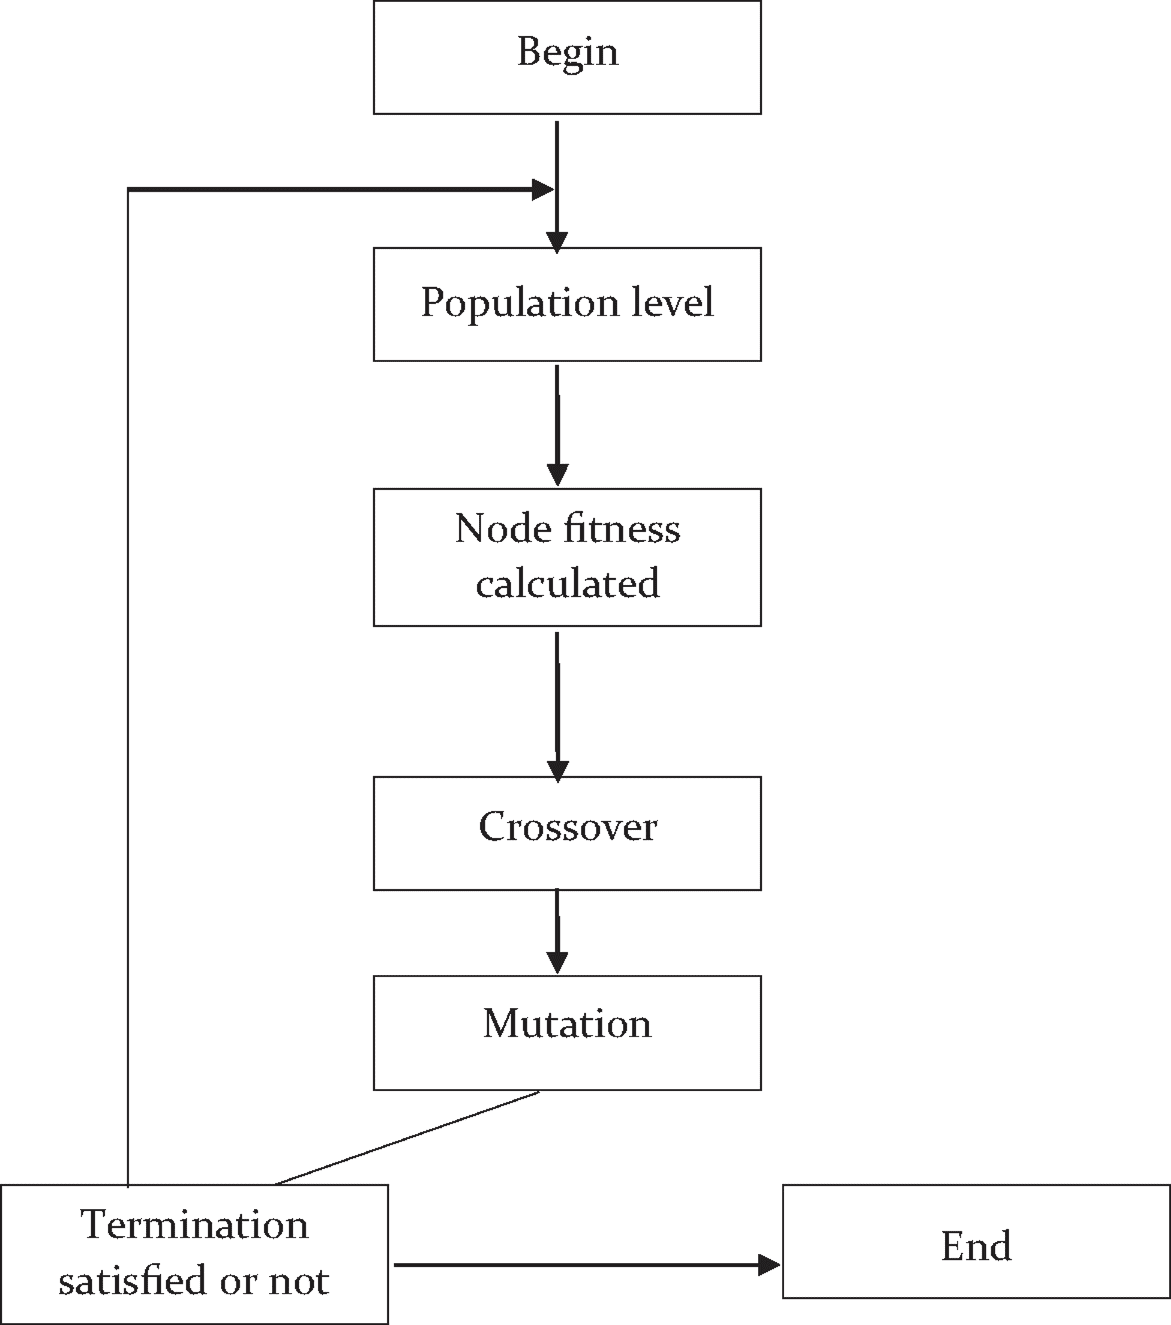 Begin
Population level
Node fitness
calculated
Crossover
Mutation
Termination
satisfied or not
End